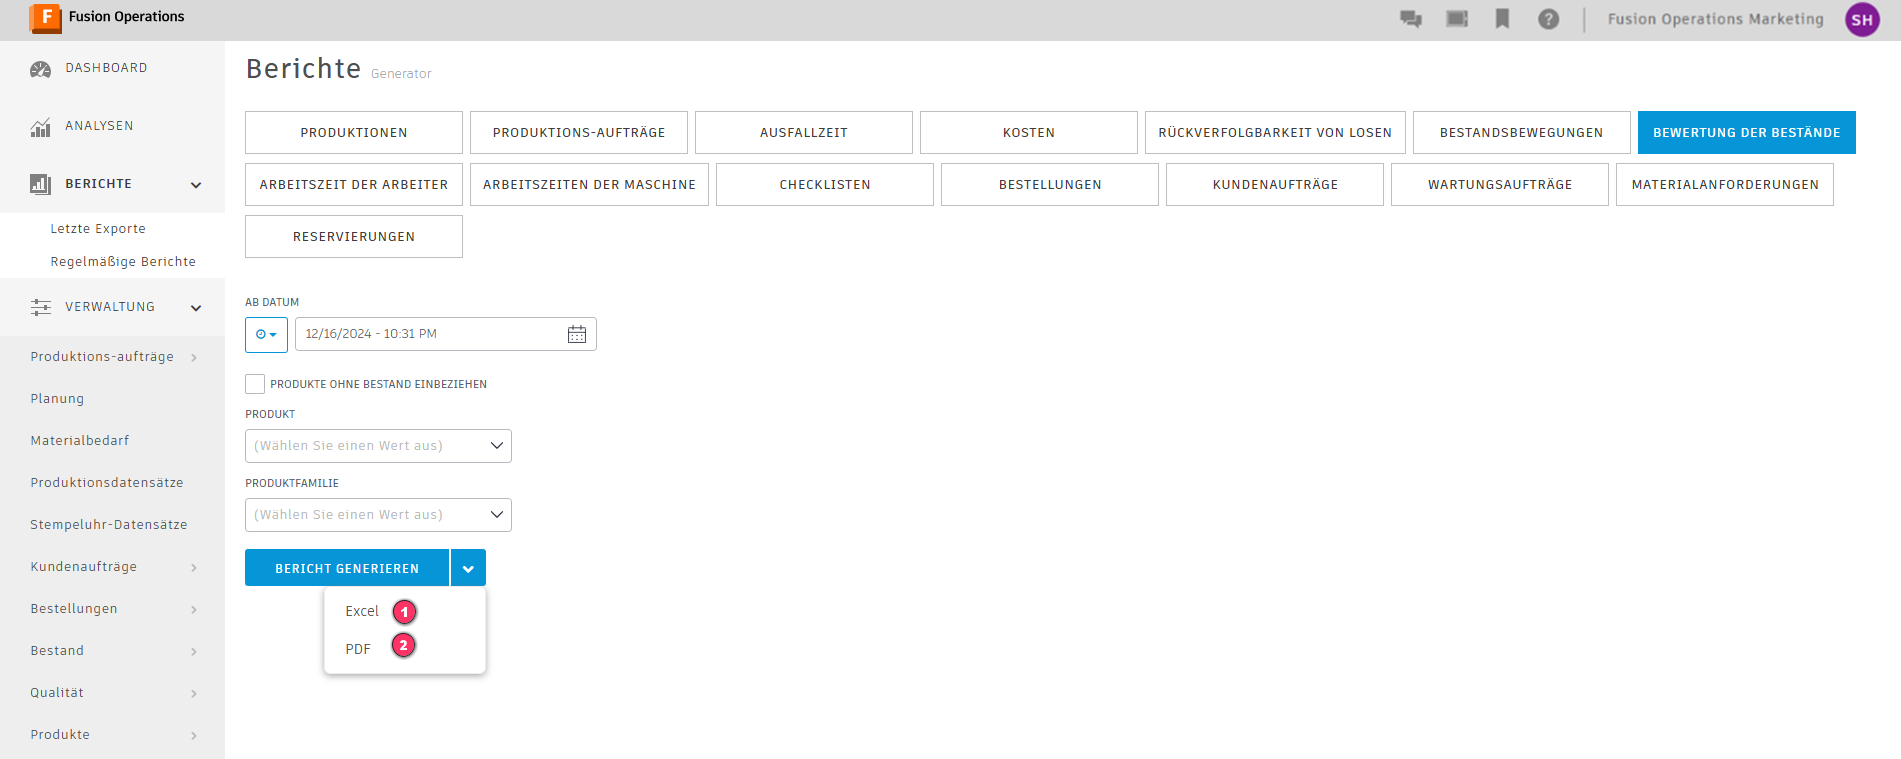 F Fusion Operations
Fusion Operations Marketing SH
DASHBOARD
ANALYSEN
BERICHTE
Letzte Exporte
Regelmäßige Berichte
VERWALTUNG
Produktions-aufträge
Planung
Materialbedarf
Produktionsdatensätze
Stempeluhr-Datensätze
Kundenaufträge
Bestellungen
Bestand
Qualität
Produkte
Berichte Generator
PRODUKTIONEN PRODUKTIONS-AUFTRÄGE AUSFALLZEIT KOSTEN RÜCKVERFOLGBARKEIT VON LOSEN BESTANDSBEWEGUNGEN BEWERTUNG DER BESTÄNDE
ARBEITSZEIT DER ARBEITER ARBEITSZEITEN DER MASCHINE CHECKLISTEN BESTELLUNGEN KUNDENAUFTRÄGE WARTUNGSAUFTRÄGE MATERIALANFORDERUNGEN
RESERVIERUNGEN
AB DATUM
12/16/2024 - 10:31 PM
PRODUKTE OHNE BESTAND EINBEZIEHEN
PRODUKT
(Wählen Sie einen Wert aus)
PRODUKTFAMILIE
(Wählen Sie einen Wert aus)
BERICHT GENERIEREN
Excel 1
PDF 2